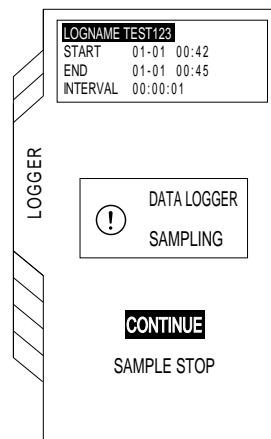 LOGNAME TEST123
START 01-01 00:42
END 01-01 00:45
INTERVAL 00:00:01
LOGGER
!
DATA LOGGER
SAMPLING
CONTINUE
SAMPLE STOP